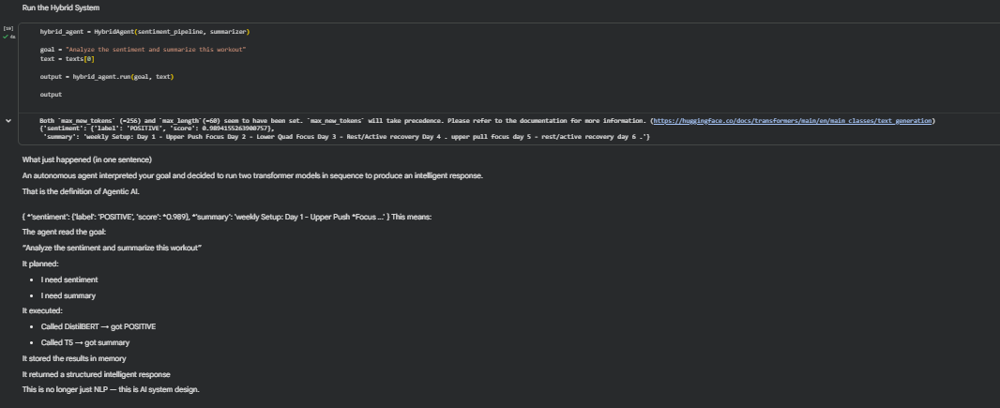 Run the Hybrid System
[10]
4s
hybrid_agent = HybridAgent(sentiment_pipeline, summarizer)
goal = "Analyze the sentiment and summarize this workout"
text = texts[0]
output = hybrid_agent.run(goal, text)
output
Both `max_new_tokens` (=256) and `max_length`(=60) seem to have been set. `max_new_tokens` will take precedence. Please refer to the documentation for more information. (https://huggingface.co/docs/transformers/main/en/main_classes/text_generation)
{'sentiment': {'label': 'POSITIVE', 'score': 0.9894155263900757},
'summary': 'weekly Setup: Day 1 - Upper Push Focus Day 2 - Lower Quad Focus Day 3 - Rest/Active recovery Day 4 . upper pull focus day 5 - rest/active recovery day 6 .'}
What just happened (in one sentence)
An autonomous agent interpreted your goal and decided to run two transformer models in sequence to produce an intelligent response.
That is the definition of Agentic AI.
{ *'sentiment': {'label': 'POSITIVE', 'score': *0.989}, *'summary': 'weekly Setup: Day 1 - Upper Push *Focus ...' } This means:
The agent read the goal:
“Analyze the sentiment and summarize this workout”
It planned:
• I need sentiment
• I need summary
It executed:
• Called DistilBERT → got POSITIVE
• Called T5 → got summary
It stored the results in memory
It returned a structured intelligent response
This is no longer just NLP — this is AI system design.